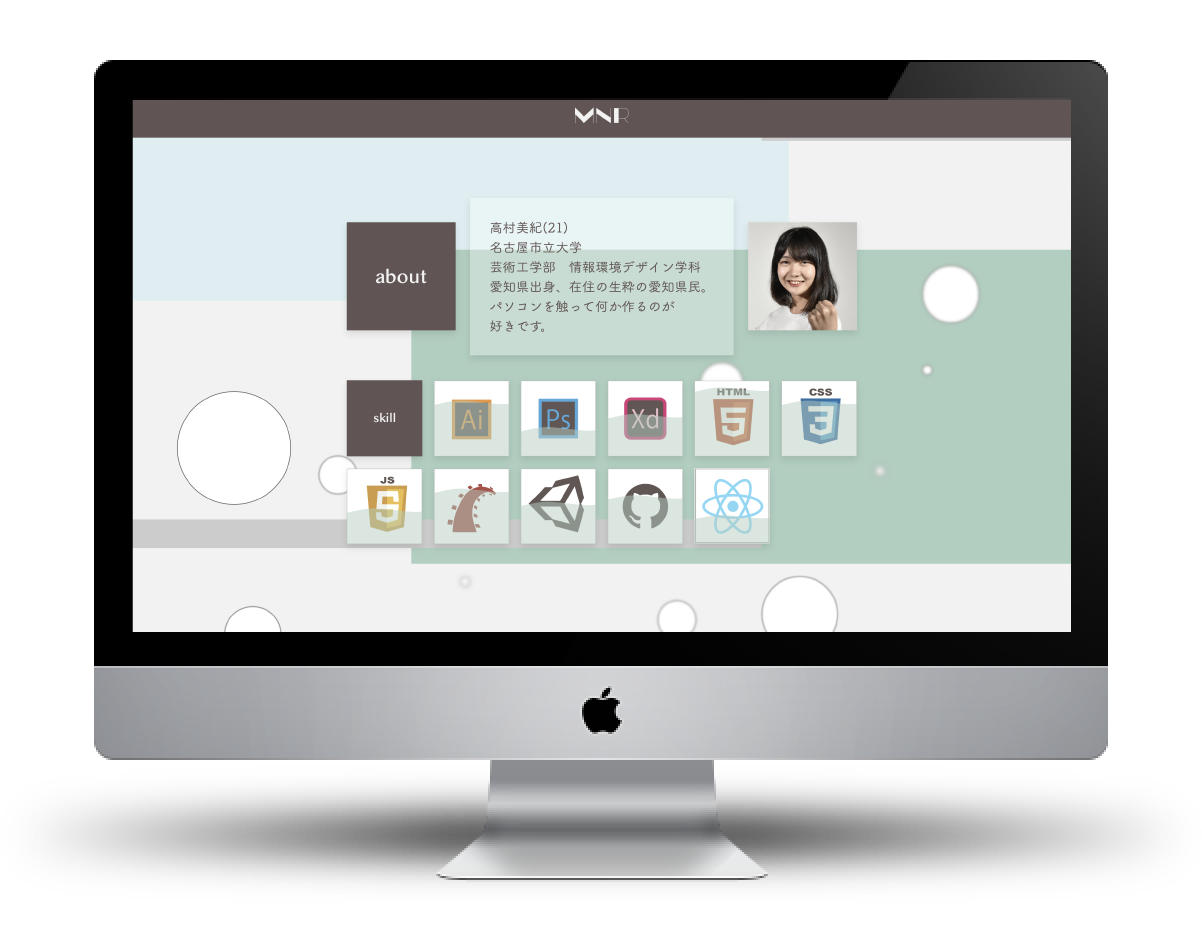 MNR
about
高村美紀(21)
名古屋市立大学
芸術工学部　情報環境デザイン学科
愛知県出身、在住の生粋の愛知県民。
パソコンを触って何か作るのが
好きです。
skill
Ai
Ps
Xd
HTML
5
CSS
3
JS
5